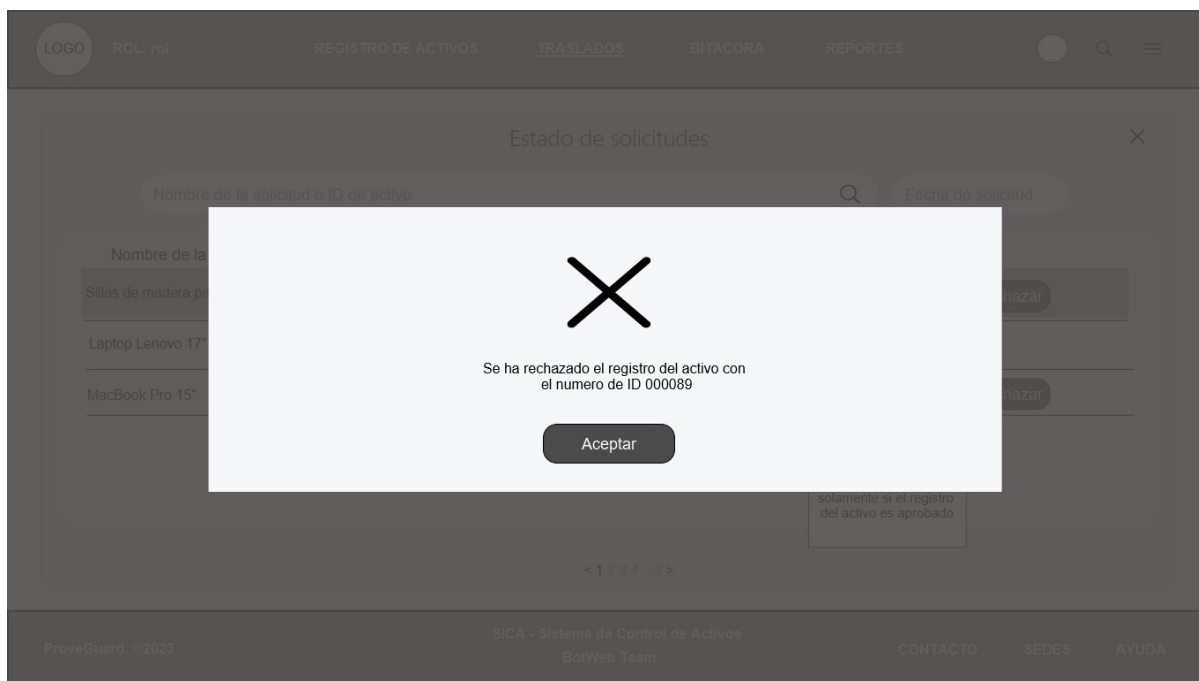 LOGO ROL: rol REGISTRO DE ACTIVOS TRASLADOS BITÁCORA REPORTES
Estado de solicitudes
Nombre de la solicitud o ID de activo Fecha de solicitud
Nombre de la
Sillas de madera pa hazar
Laptop Lenovo 17"
MacBook Pro 15" hazar
Se ha rechazado el registro del activo con
el numero de ID 000089
Aceptar
solamente si el registro
del activo es aprobado
< 1 2 3 4 ... 8 >
SICA - Sistema de Control de Activos
ProveGuard. ©2023 BotWeb Team CONTACTO SEDES AYUDA